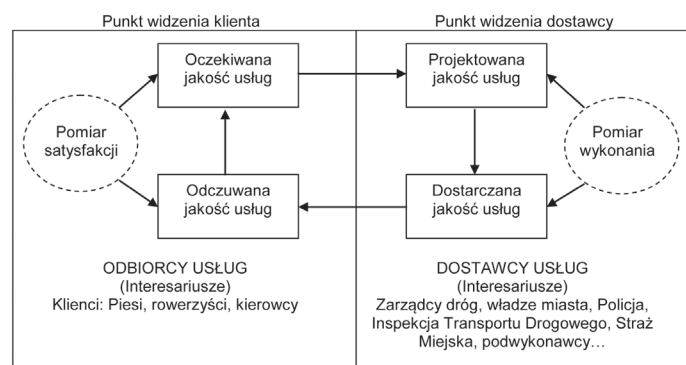 Punkt widzenia klienta
Punkt widzenia dostawcy
Oczekiwana
jakość usług
Projektowana
jakość usług
Pomiar
satysfakcji
Pomiar
wykonania
Odczuwana
jakość usług
Dostarczana
jakość usług
ODBIORCY USŁUG
(Interesariusze)
Klienci: Piesi, rowerzyści, kierowcy
DOSTAWCY USŁUG
(Interesariusze)
Zarządcy dróg, władze miasta, Policja,
Inspekcja Transportu Drogowego, Straż
Miejska, podwykonawcy…